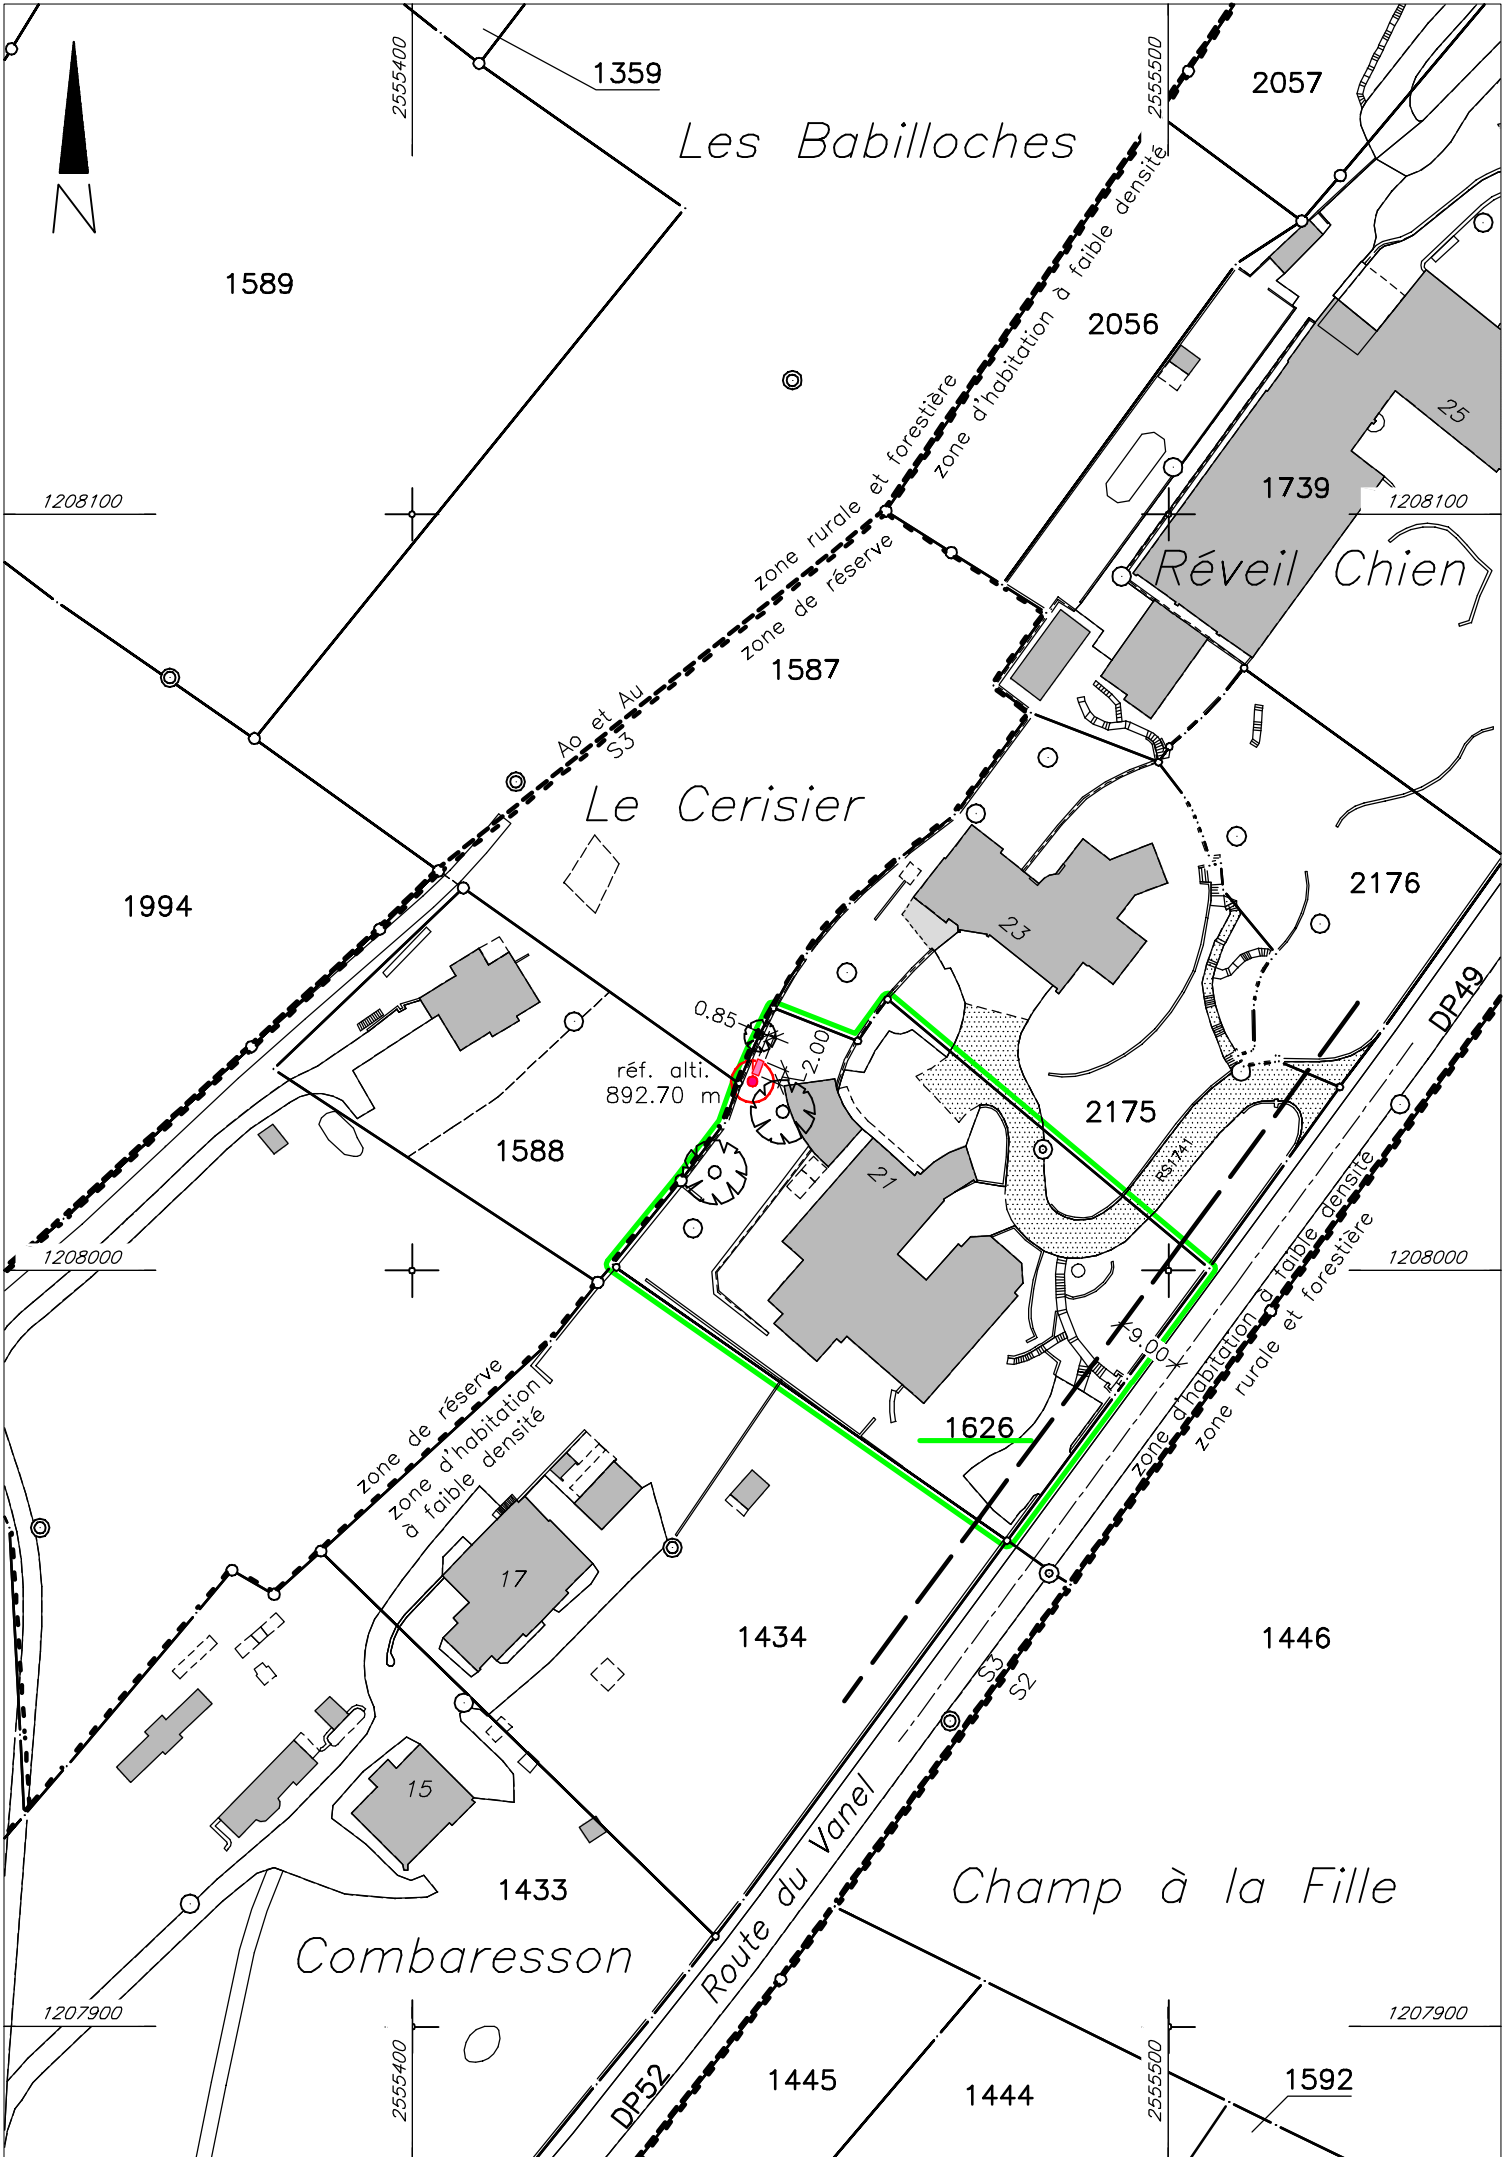 2555400
2555500
1359
2057
Les Babilloches
N
1589
2056
zone rurale et forestière
zone d'habitation à faible densité
25
1739
1208100
1208100
Réveil Chien
zone de réserve
1587
Ao et Au
S3
Le Cerisier
1994
2176
23
DP49
0.85
2.00
réf. alti.
892.70 m
2175
1588
RS1741
21
1208000
1208000
zone d'habitation à faible densité
zone rurale et forestière
9.00
zone de réserve
zone d'habitation
à faible densité
1626
17
1434
1446
S3
S2
15
Route du Vanel
1433
Champ à la Fille
Combaresson
1207900
1207900
2555400
2555500
DP52
1445
1444
1592